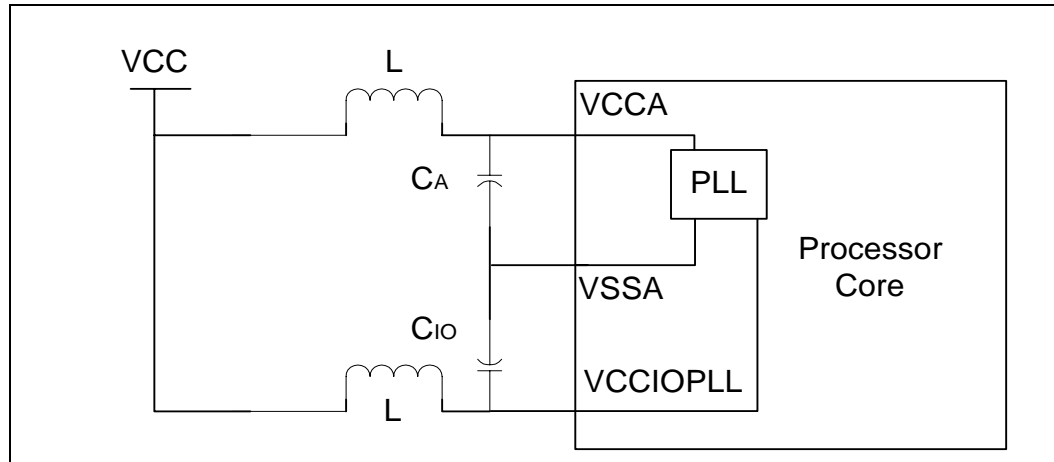 VCC
L
VCCA
CA
PLL
Processor
Core
VSSA
CIO
VCCIOPLL
L